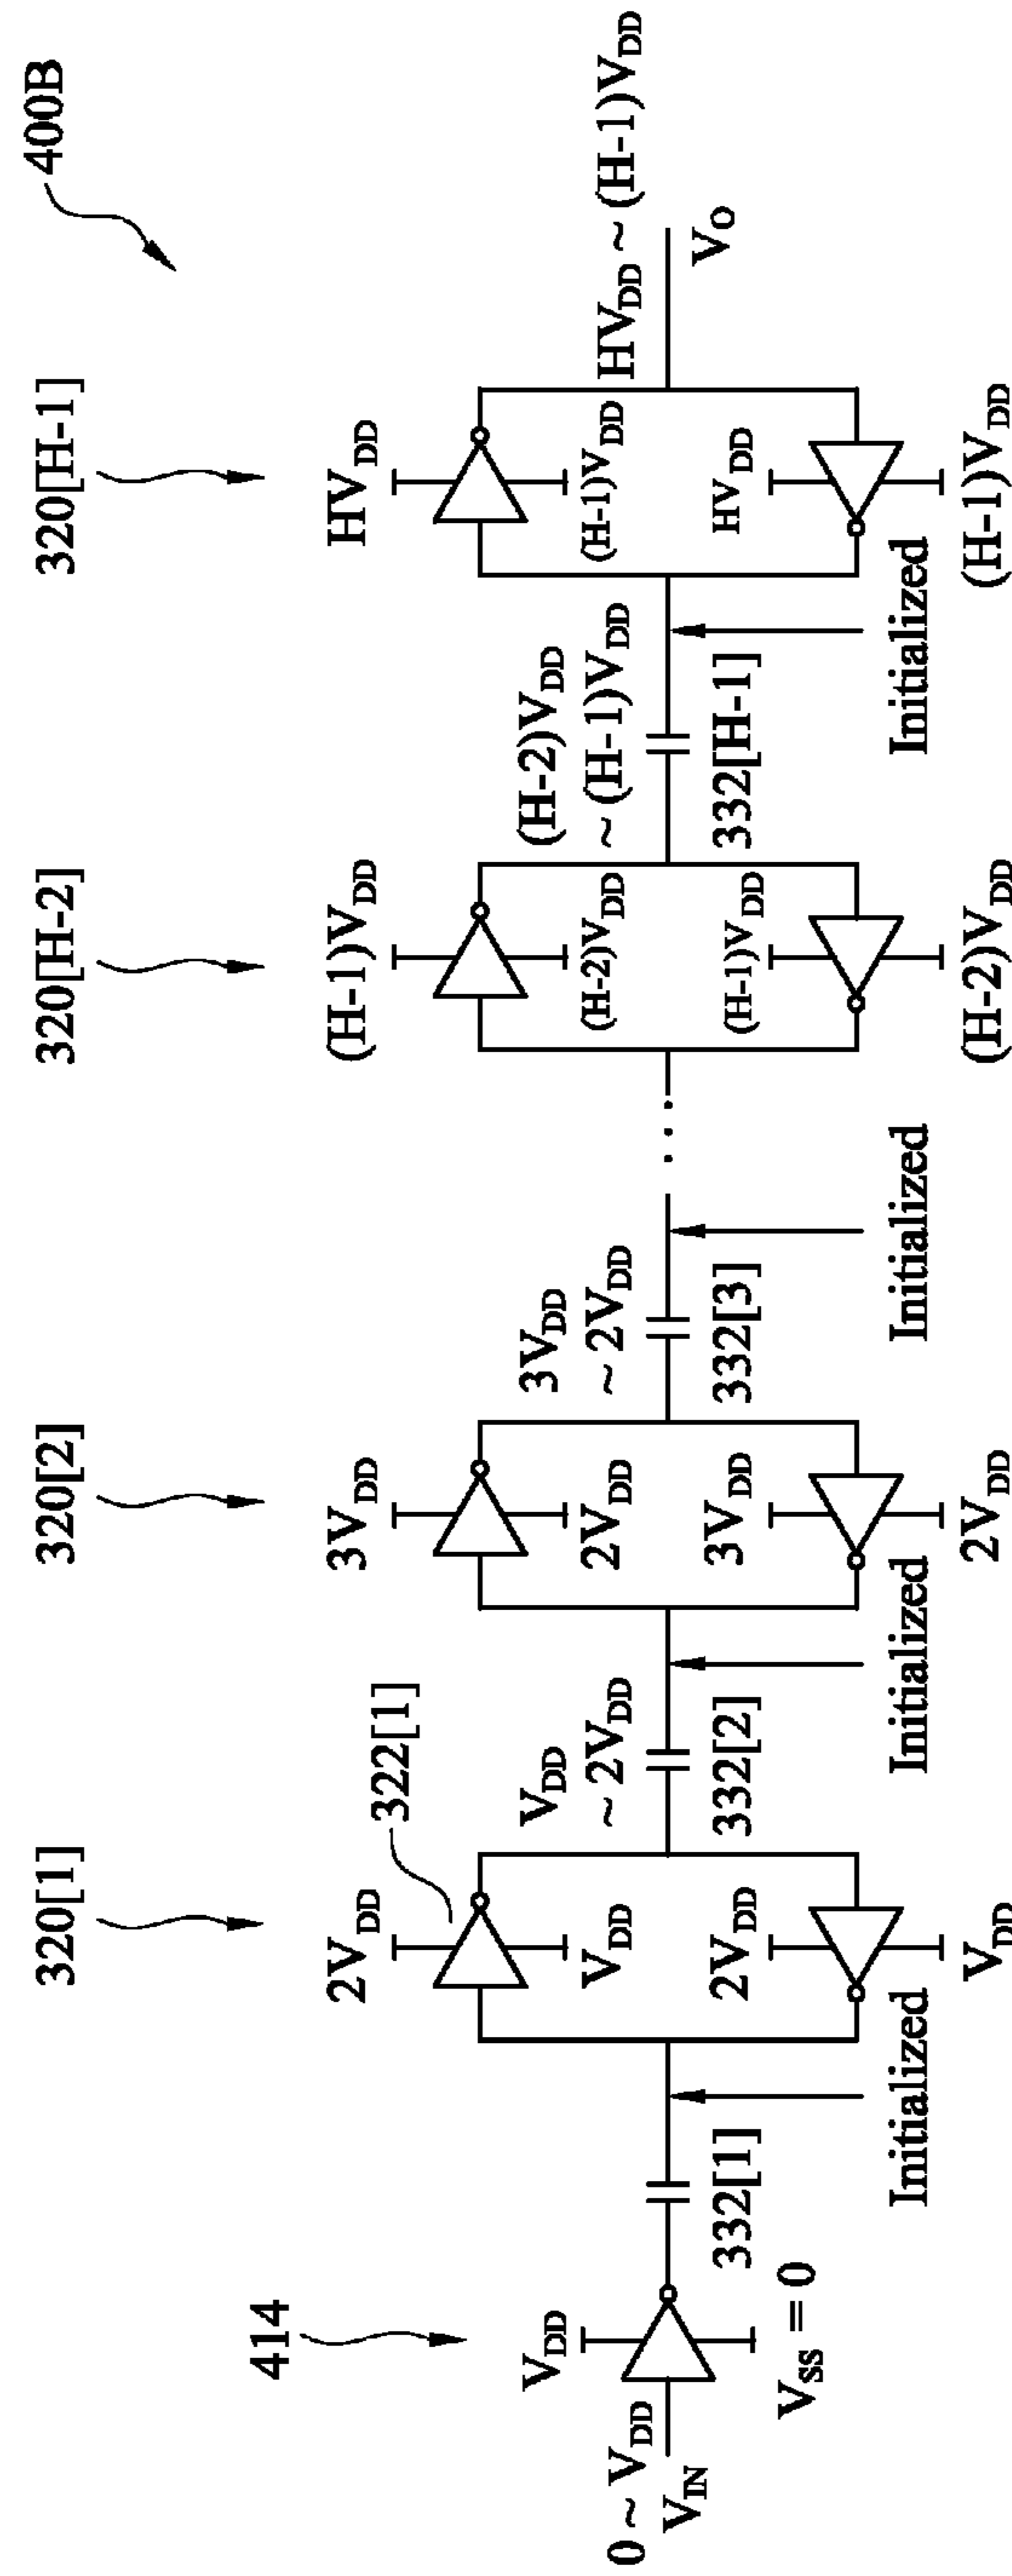 400B
414
320[1]
320[2]
320[H-2]
320[H-1]
0 ~ V_DD
V_IN
V_DD
V_SS = 0
332[1]
Initialized
2V_DD
322[1]
V_DD
2V_DD
V_DD
V_DD
~ 2V_DD
332[2]
Initialized
3V_DD
2V_DD
3V_DD
2V_DD
3V_DD
~ 2V_DD
332[3]
Initialized
...
(H-1)V_DD
(H-2)V_DD
(H-1)V_DD
(H-2)V_DD
(H-2)V_DD
~ (H-1)V_DD
332[H-1]
Initialized
HV_DD
(H-1)V_DD
HV_DD
(H-1)V_DD
HV_DD ~ (H-1)V_DD
V_O